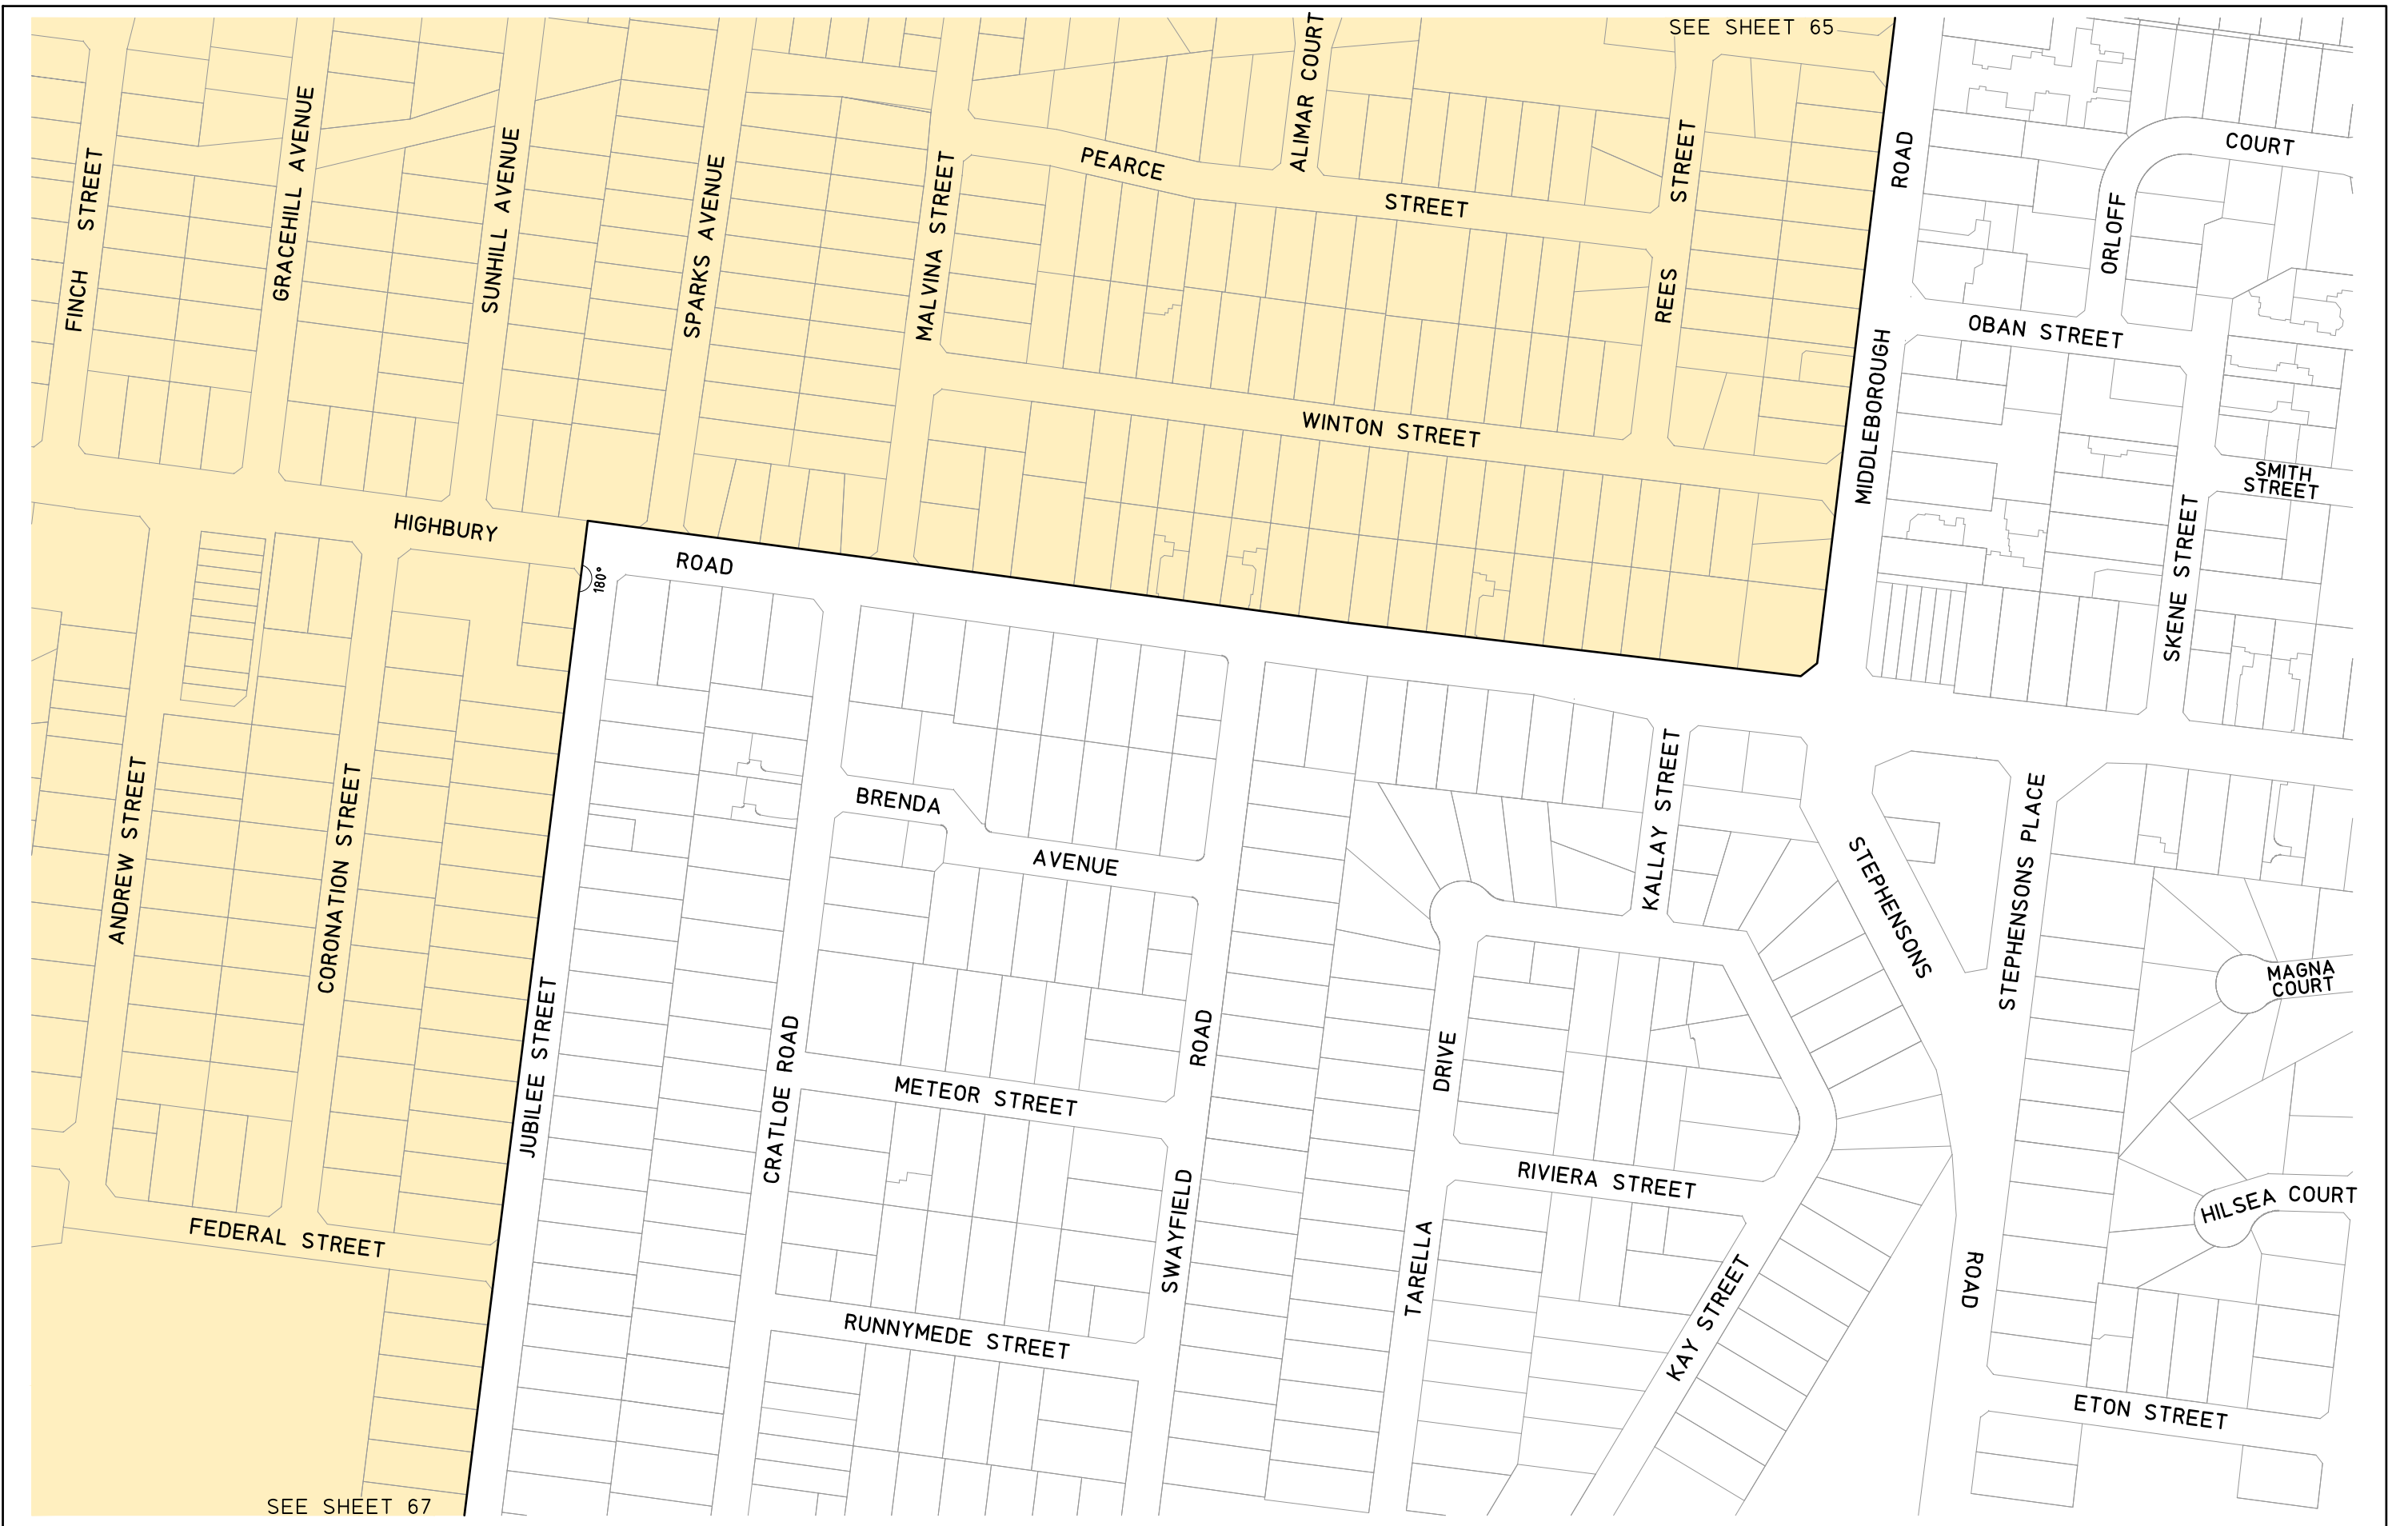 SEE SHEET 65
FINCH STREET
GRACEHILL AVENUE
SUNHILL AVENUE
SPARKS AVENUE
MALVINA STREET
PEARCE STREET
ALIMAR COURT
REES STREET
MIDDLEBOROUGH ROAD
ORLOFF COURT
OBAN STREET
WINTON STREET
SMITH
STREET
SKENE STREET
HIGHBURY ROAD
180°
ANDREW STREET
CORONATION STREET
JUBILEE STREET
CRATLOE ROAD
BRENDA AVENUE
METEOR STREET
RUNNYMEDE STREET
SWAYFIELD ROAD
TARELLA DRIVE
KALLAY STREET
RIVIERA STREET
KAY STREET
STEPHENSONS ROAD
STEPHENSONS PLACE
MAGNA
COURT
HILSEA COURT
ETON STREET
FEDERAL STREET
SEE SHEET 67